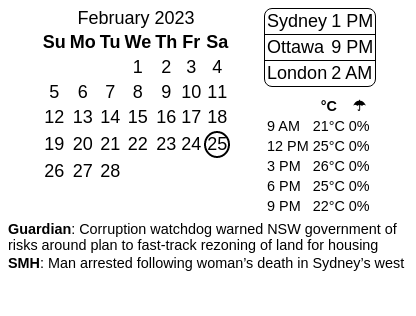 February 2023
Su Mo Tu We Th Fr Sa
1 2 3 4
5 6 7 8 9 10 11
12 13 14 15 16 17 18
19 20 21 22 23 24 25
26 27 28
Sydney 1 PM
Ottawa 9 PM
London 2 AM
°C ☂
9 AM 21°C 0%
12 PM 25°C 0%
3 PM 26°C 0%
6 PM 25°C 0%
9 PM 22°C 0%
Guardian: Corruption watchdog warned NSW government of
risks around plan to fast-track rezoning of land for housing
SMH: Man arrested following woman’s death in Sydney’s west